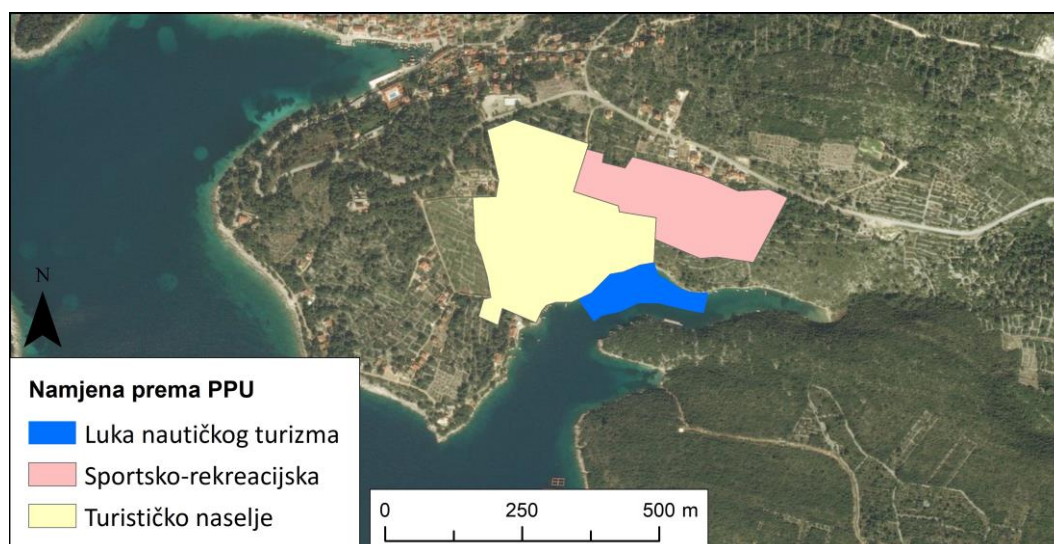 N
Namjena prema PPU
Luka nautičkog turizma
Sportsko-rekreacijska
Turističko naselje
0 250 500 m